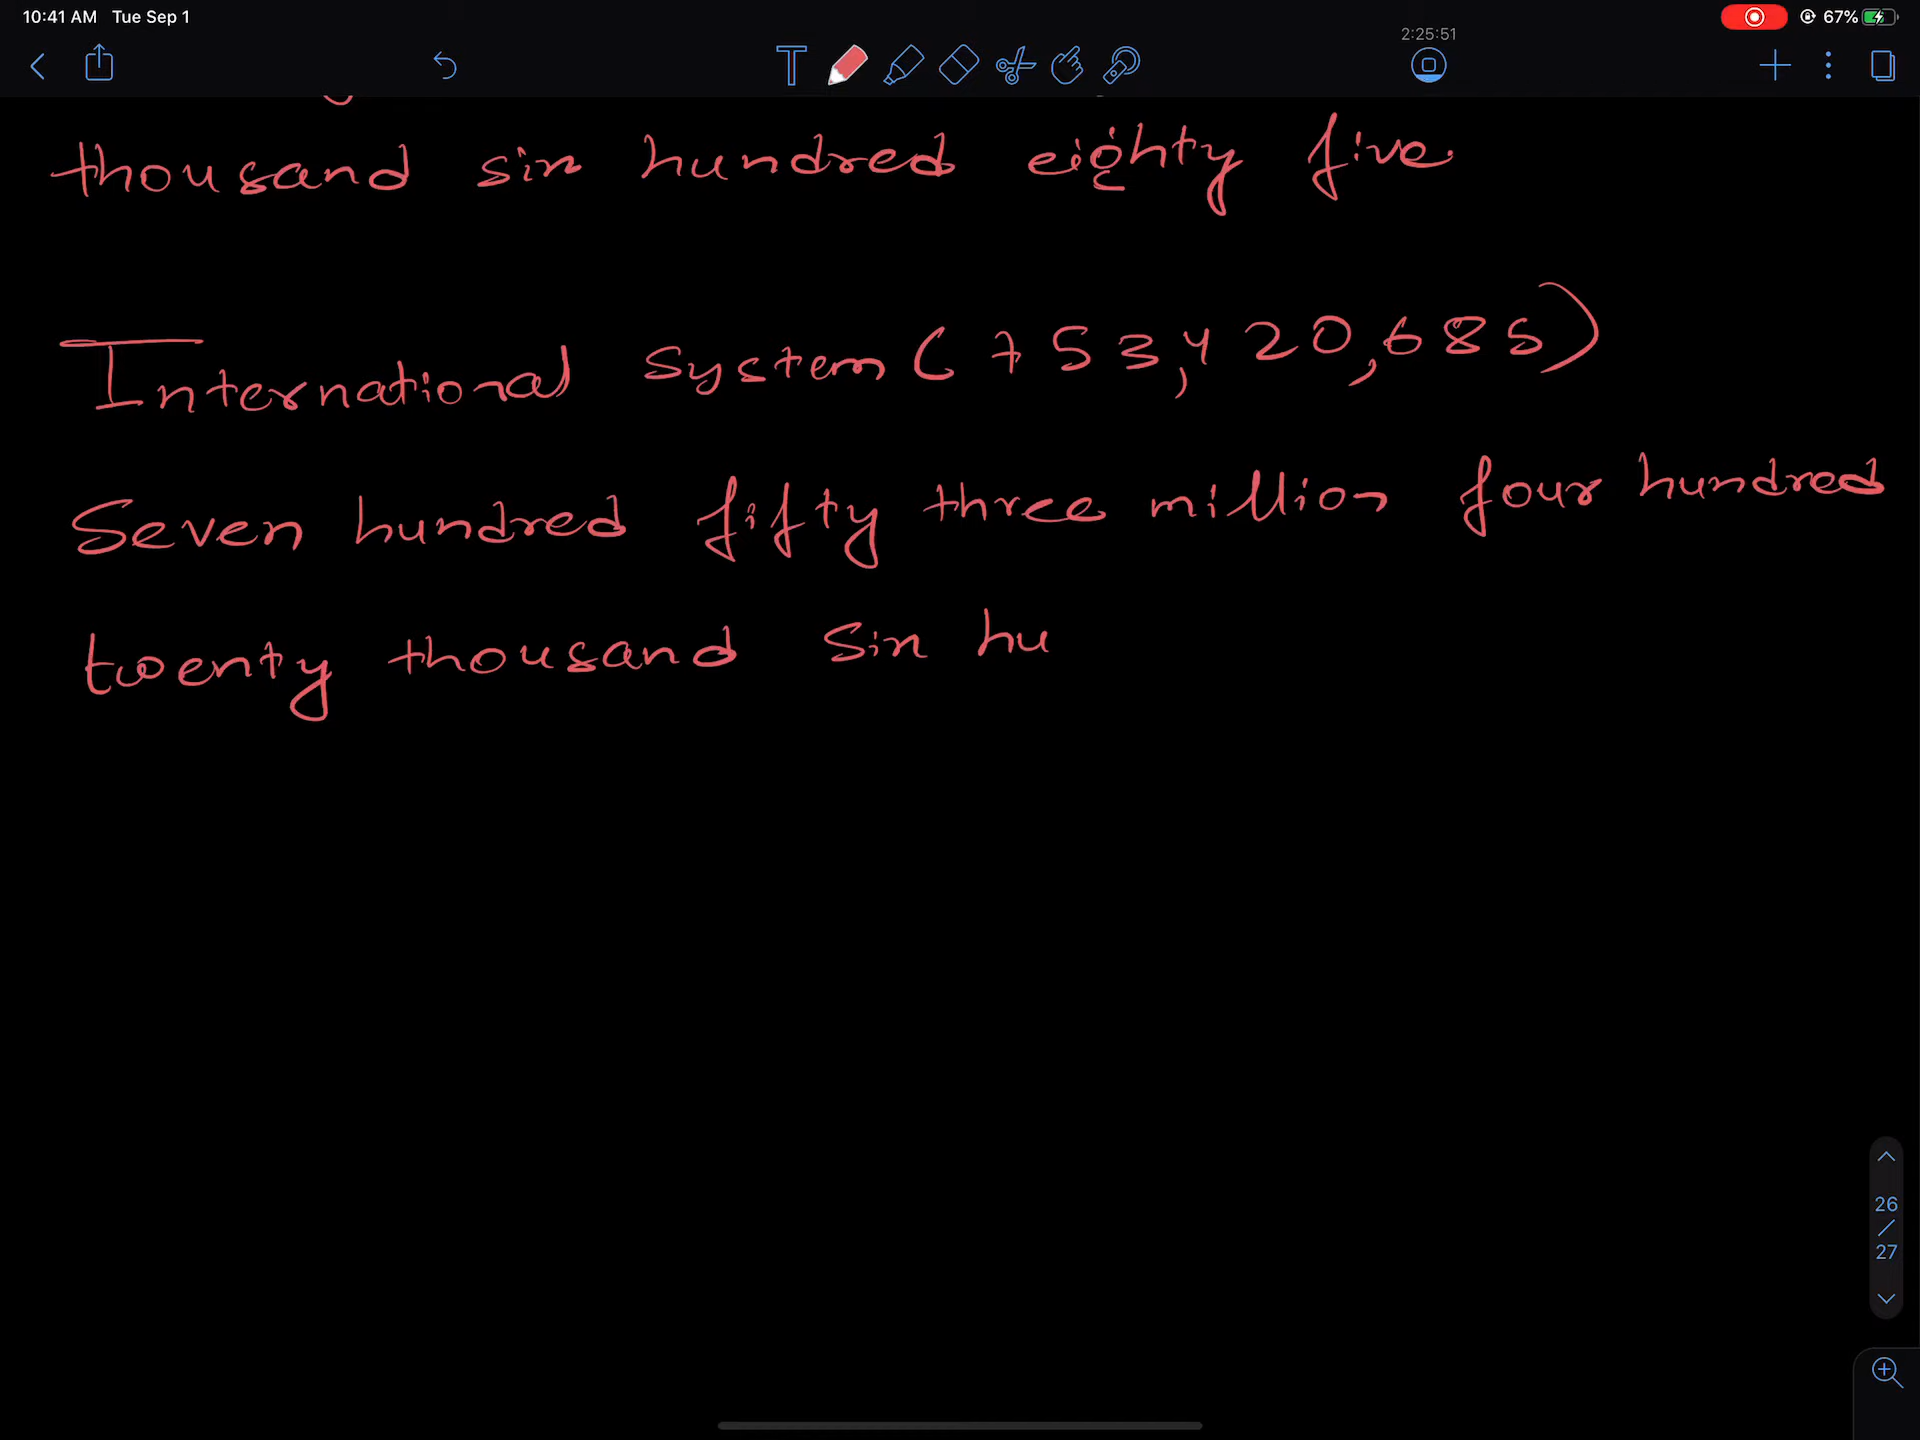 10:41 AM Tue Sep 1
67%
2:25:51
thousand six hundred eighty five
International System (753,420,685)
Seven hundred fifty three million four hundred
twenty thousand Six hu
26
/
27